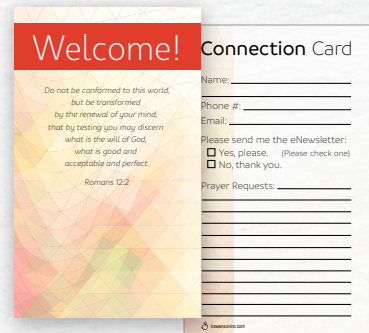 Welcome!
Do not be conformed to this world,
but be transformed
by the renewal of your mind,
that by testing you may discern
what is the will of God,
what is good and
acceptable and perfect.
Romans 12:2
Connection Card
Name:
Phone #:
Email:
Please send me the eNewsletter:
Yes, please. (Please check one)
No, thank you.
Prayer Requests: